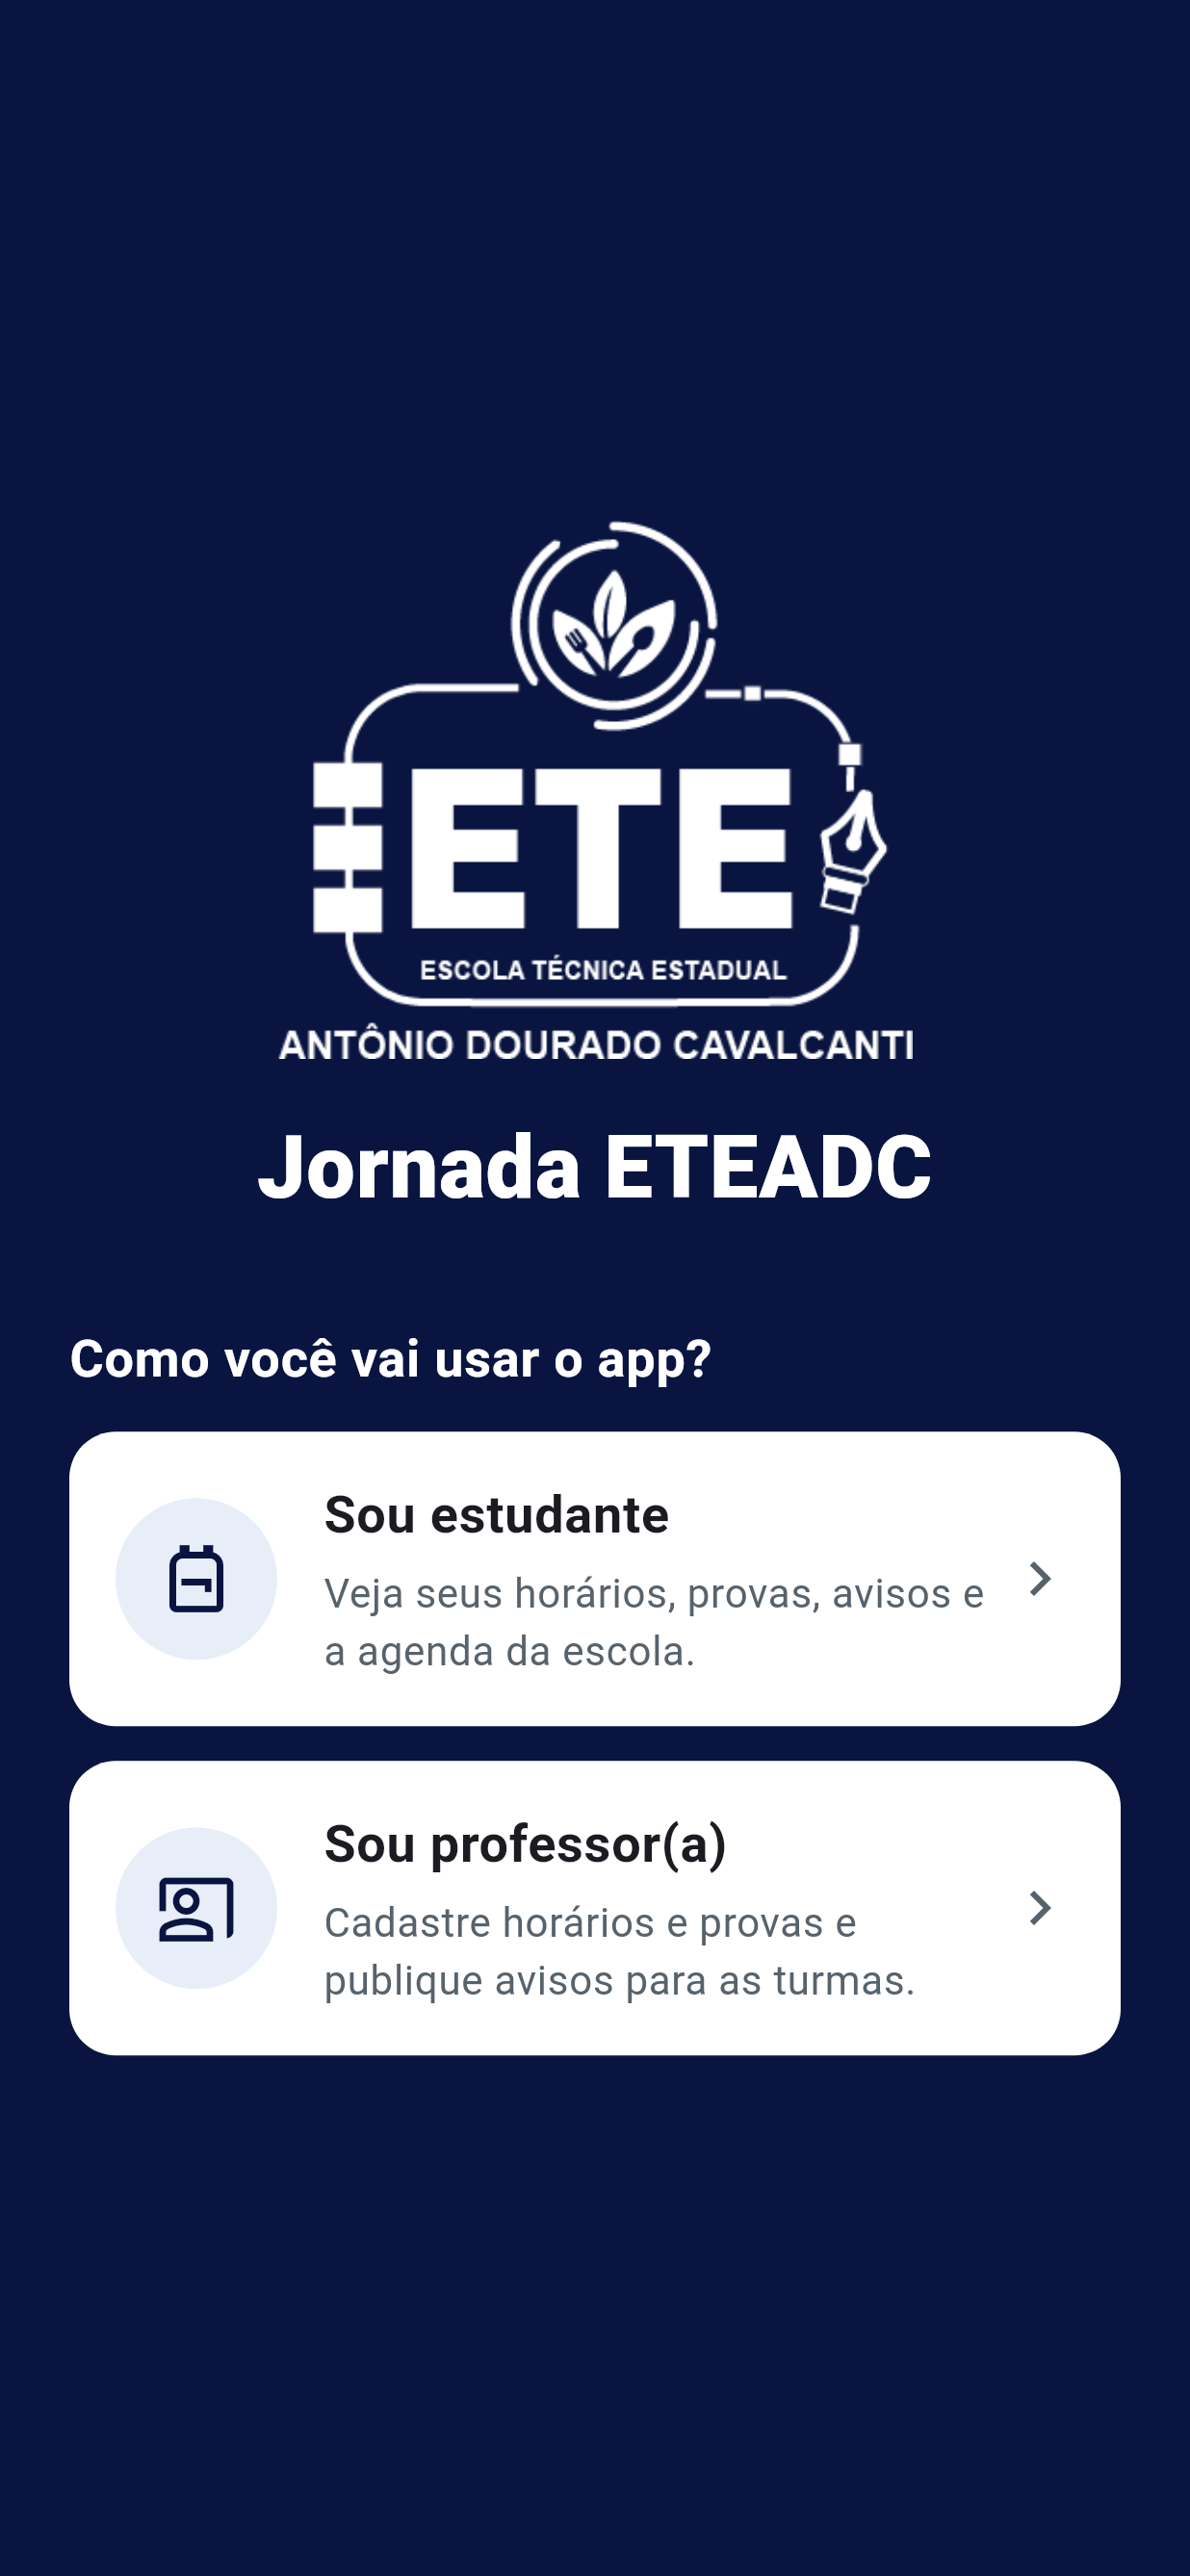 ETE
ESCOLA TÉCNICA ESTADUAL
ANTÔNIO DOURADO CAVALCANTI
Jornada ETEADC
Como você vai usar o app?
Sou estudante
Veja seus horários, provas, avisos e
a agenda da escola.
Sou professor(a)
Cadastre horários e provas e
publique avisos para as turmas.